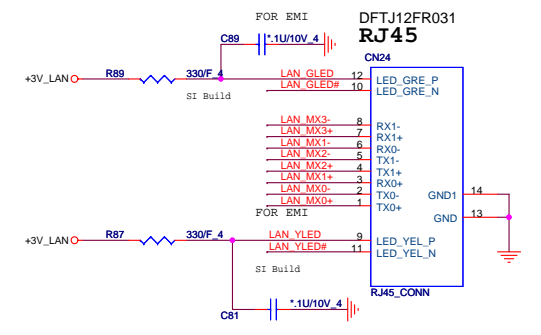 FOR EMI
DFTJ12FR031
RJ45
C89
*.1U/10V_4
CN24
+3V_LAN
R89
330/F_4
LAN_GLED
12
LED_GRE_P
LAN_GLED#
10
LED_GRE_N
SI Build
LAN_MX3-
8
RX1-
LAN_MX3+
7
RX1+
LAN_MX1-
6
RX0-
LAN_MX2-
5
TX1-
LAN_MX2+
4
TX1+
LAN_MX1+
3
RX0+
LAN_MX0-
2
TX0-
LAN_MX0+
1
TX0+
GND1
14
GND
13
FOR EMI
+3V_LAN
R87
330/F_4
LAN_YLED
9
LED_YEL_P
LAN_YLED#
11
LED_YEL_N
SI Build
RJ45_CONN
*.1U/10V_4
C81